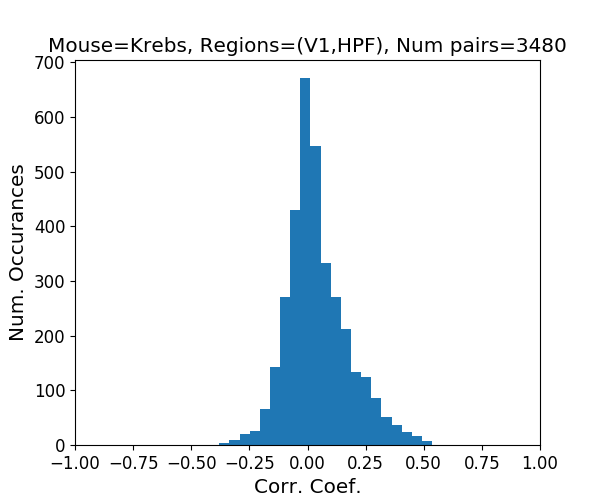 Mouse=Krebs, Regions=(V1,HPF), Num pairs=3480
700
600
500
400
300
200
100
0
Num. Occurances
−1.00 −0.75 −0.50 −0.25 0.00 0.25 0.50 0.75 1.00
Corr. Coef.